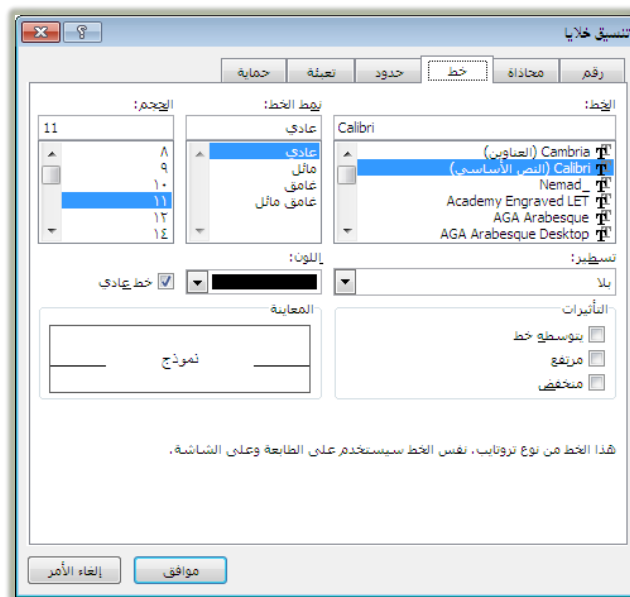 تنسيق خلايا
رقم محاذاة خط حدود تعبئة حماية
الخط: نمط الخط: الحجم:
Calibri عادي 11
Cambria (العناوين) عادي ٨
Calibri (النص الأساسي) مائل ٩
Nemad_ غامق ١٠
Academy Engraved LET غامق مائل ١١
AGA Arabesque ١٢
AGA Arabesque Desktop ١٤
تسطير: اللون:
بلا خط عادي
التأثيرات المعاينة
يتوسطه خط
مرتفع نموذج
منخفض
هذا الخط من نوع تروتايب، نفس الخط سيستخدم على الطابعة وعلى الشاشة.
موافق إلغاء الأمر